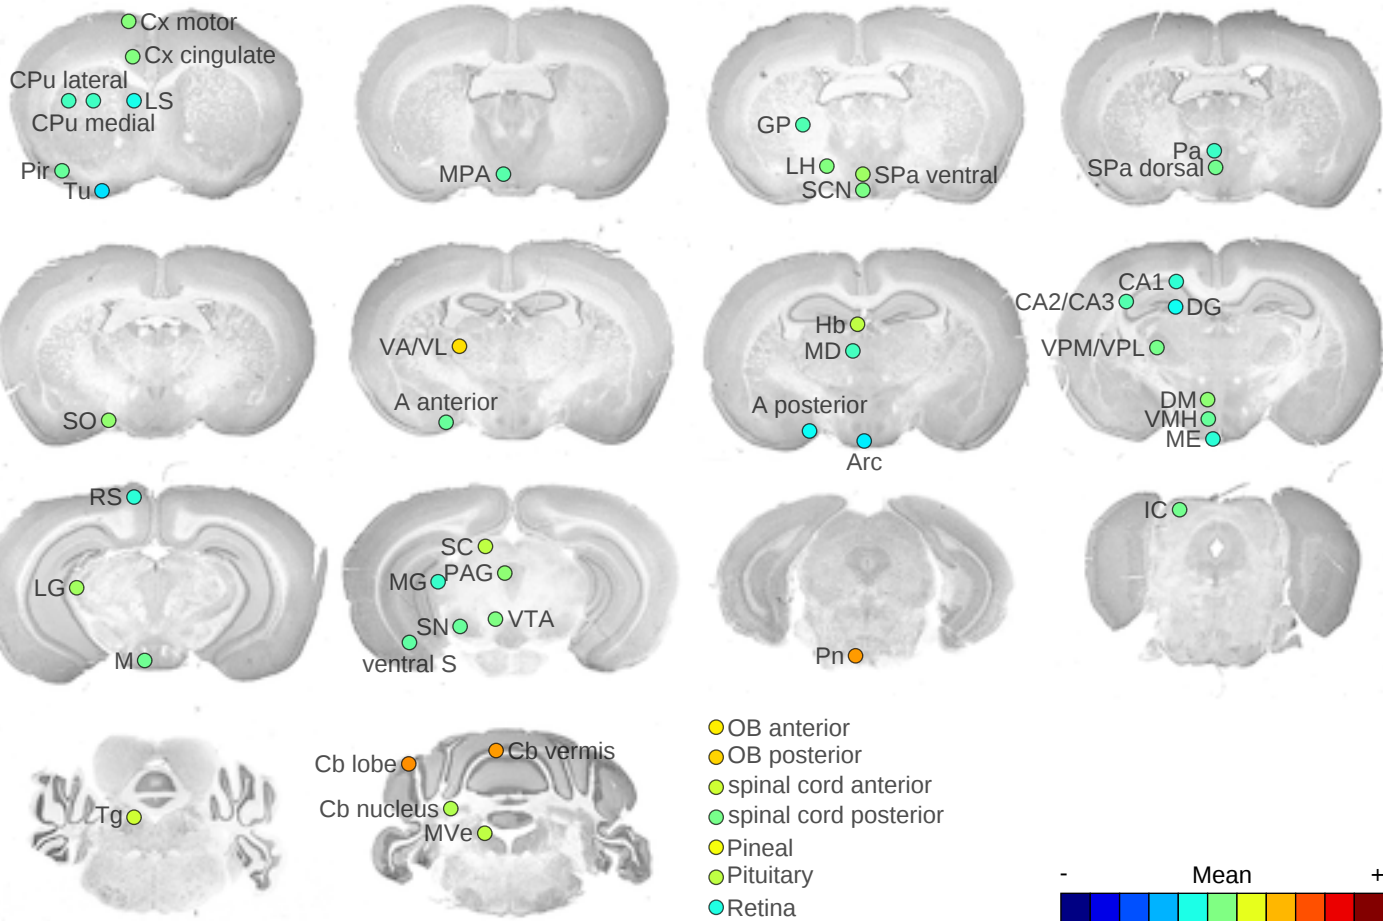 Cx motor
Cx cingulate
CPu lateral
LS
CPu medial
Pir
Tu
MPA
GP
LH
SPa ventral
SCN
Pa
SPa dorsal
SO
VA/VL
A anterior
Hb
MD
A posterior
Arc
CA1
CA2/CA3
DG
VPM/VPL
DM
VMH
ME
RS
LG
M
SC
PAG
MG
VTA
SN
ventral S
Pn
IC
Tg
Cb lobe
Cb vermis
Cb nucleus
MVe
OB anterior
OB posterior
spinal cord anterior
spinal cord posterior
Pineal
Pituitary
Retina
- Mean +